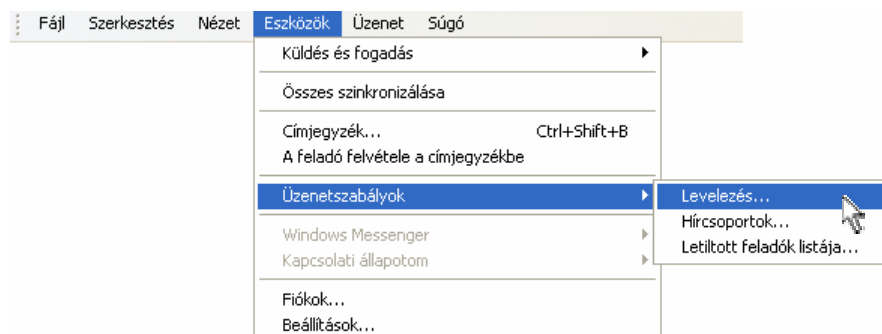 Fájl Szerkesztés Nézet Eszközök Üzenet Súgó
Küldés és fogadás
Összes szinkronizálása
Címjegyzék... Ctrl+Shift+B
A feladó felvétele a címjegyzékbe
Üzenetszabályok
Levelezés...
Hírcsoportok...
Letiltott feladók listája...
Windows Messenger
Kapcsolati állapotom
Fiókok...
Beállítások...